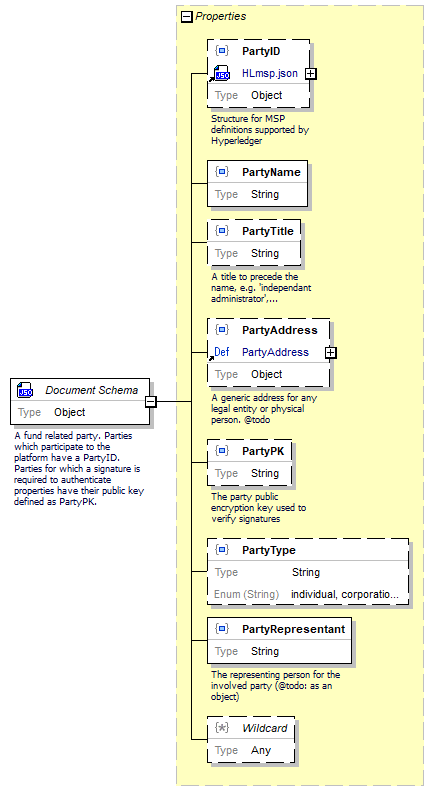 Properties
PartyID
HLmsp.json
Type Object
Structure for MSP
definitions supported by
Hyperledger
PartyName
Type String
PartyTitle
Type String
A title to precede the
name, e.g. 'independant
administrator',...
PartyAddress
Def PartyAddress
Type Object
A generic address for any
legal entity or physical
person. @todo
Document Schema
Type Object
A fund related party. Parties
which participate to the
platform have a PartyID.
Parties for which a signature is
required to authenticate
properties have their public key
defined as PartyPK.
PartyPK
Type String
The party public
encryption key used to
verify signatures
PartyType
Type String
Enum (String) individual, corporatio...
PartyRepresentant
Type String
The representing person for the
involved party (@todo: as an
object)
Wildcard
Type Any